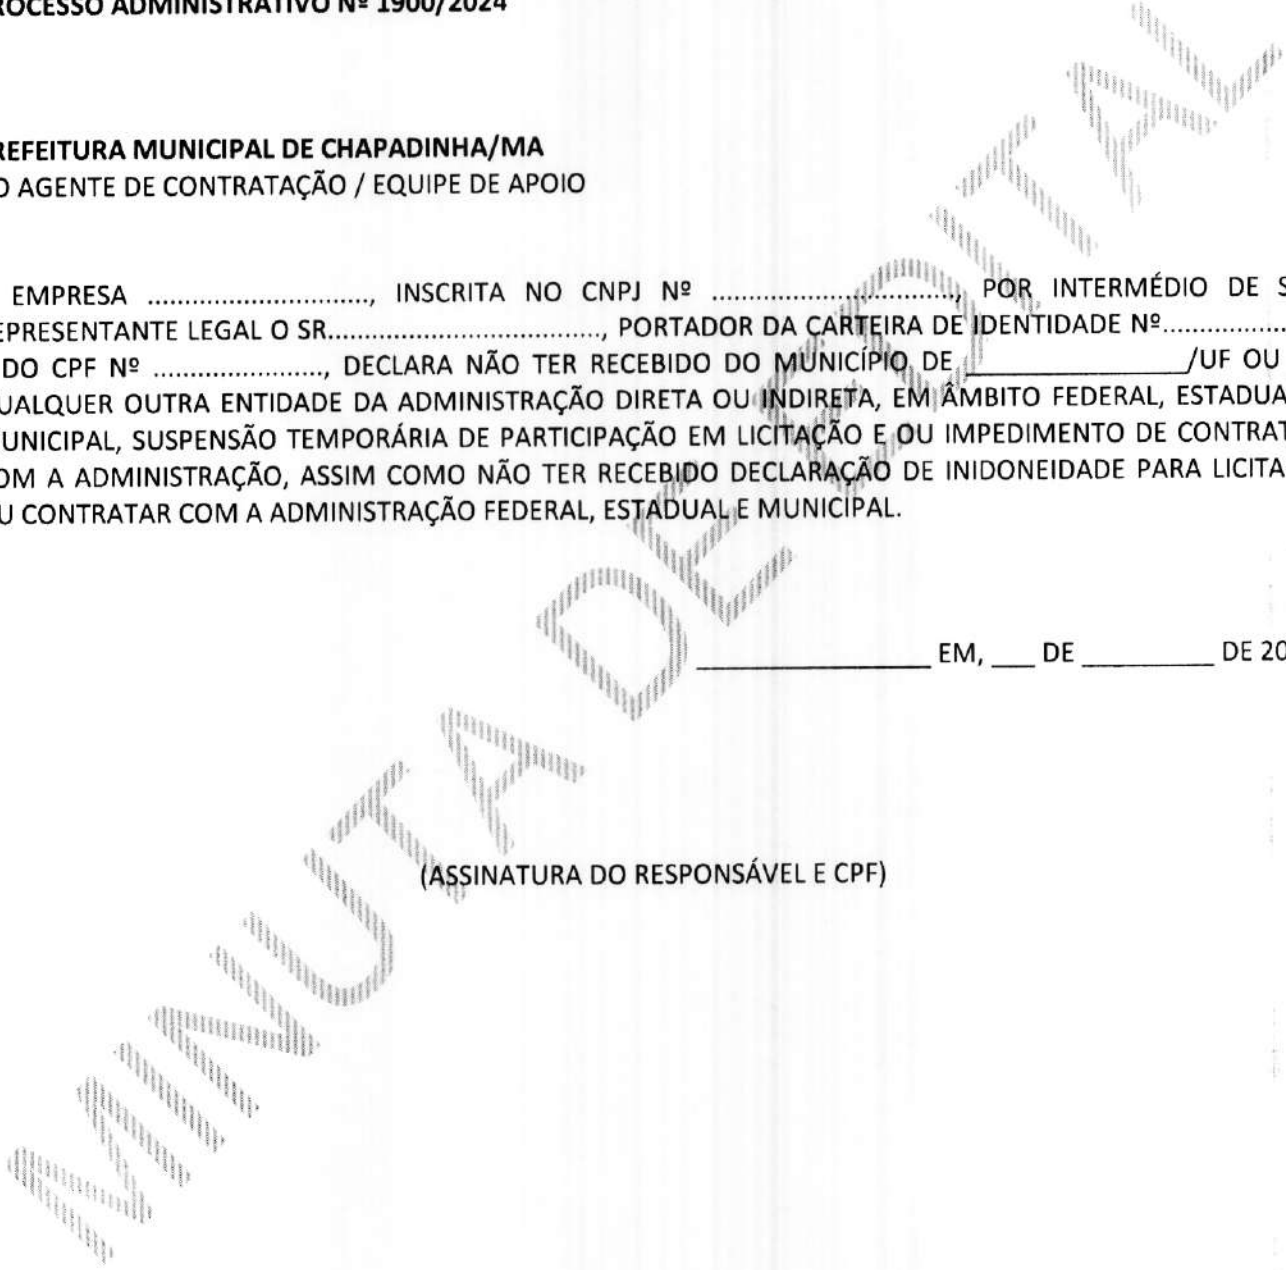 ROCESSO ADMINISTRATIVO Nº 1900/2024
REFEITURA MUNICIPAL DE CHAPADINHA/MA
O AGENTE DE CONTRATAÇÃO / EQUIPE DE APOIO
EMPRESA .............................., INSCRITA NO CNPJ Nº ................................., POR INTERMÉDIO DE S
EPRESENTANTE LEGAL O SR....................................., PORTADOR DA CARTEIRA DE IDENTIDADE Nº.................
DO CPF Nº ......................., DECLARA NÃO TER RECEBIDO DO MUNICÍPIO DE ________________/UF OU
UALQUER OUTRA ENTIDADE DA ADMINISTRAÇÃO DIRETA OU INDIRETA, EM ÂMBITO FEDERAL, ESTADUA
UNICIPAL, SUSPENSÃO TEMPORÁRIA DE PARTICIPAÇÃO EM LICITAÇÃO E OU IMPEDIMENTO DE CONTRAT
OM A ADMINISTRAÇÃO, ASSIM COMO NÃO TER RECEBIDO DECLARAÇÃO DE INIDONEIDADE PARA LICITA
U CONTRATAR COM A ADMINISTRAÇÃO FEDERAL, ESTADUAL E MUNICIPAL.
_________________ EM, ___ DE __________ DE 20
(ASSINATURA DO RESPONSÁVEL E CPF)
MINUTA DE EDITAL